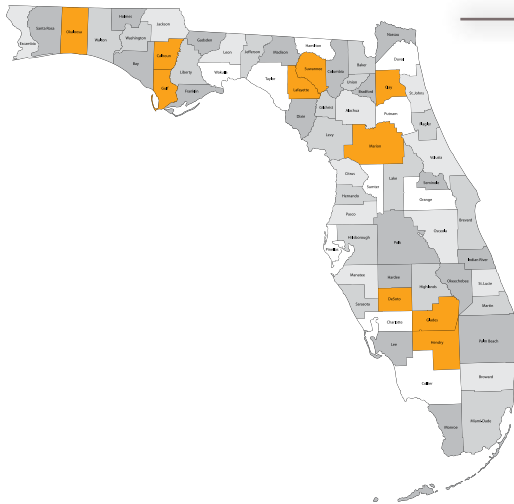 Escambia
Santa Rosa
Okaloosa
Walton
Holmes
Washington
Jackson
Bay
Calhoun
Gulf
Liberty
Gadsden
Franklin
Leon
Wakulla
Jefferson
Madison
Taylor
Hamilton
Suwannee
Lafayette
Dixie
Columbia
Gilchrist
Levy
Baker
Union
Bradford
Alachua
Nassau
Duval
Clay
St. Johns
Putnam
Flagler
Marion
Volusia
Citrus
Sumter
Lake
Seminole
Hernando
Orange
Pasco
Brevard
Osceola
Hillsborough
Polk
Pinellas
Indian River
Manatee
Hardee
Highlands
Okeechobee
St. Lucie
Sarasota
DeSoto
Martin
Charlotte
Glades
Lee
Hendry
Palm Beach
Collier
Broward
Monroe
Miami-Dade